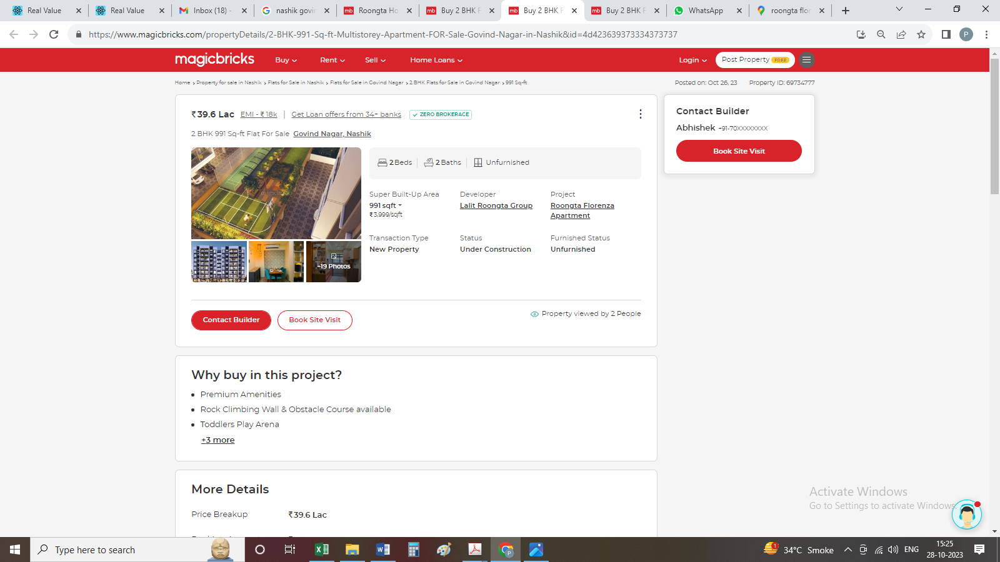 Real Value
Real Value
Inbox (18) -
nashik govin
Roongta Ho
Buy 2 BHK F
Buy 2 BHK F
Buy 2 BHK F
WhatsApp
roongta flor
https://www.magicbricks.com/propertyDetails/2-BHK-991-Sq-ft-Multistorey-Apartment-FOR-Sale-Govind-Nagar-in-Nashik&id=4d423639373334373737
P
magicbricks Buy Rent Sell Home Loans Login Post Property FREE
Home > Property for sale in Nashik > Flats for Sale in Nashik > Flats for Sale in Govind Nagar > 2 BHK Flats for Sale in Govind Nagar > 991 Sq-ft
Posted on: Oct 26, 23 Property ID: 69734777
₹39.6 Lac EMI - ₹ 18k | Get Loan offers from 34+ banks ZERO BROKERAGE
2 BHK 991 Sq-ft Flat For Sale Govind Nagar, Nashik
magicbricks
+19 Photos
2 Beds 2 Baths Unfurnished
Super Built-Up Area
991 sqft
₹3,999/sqft
Developer
Lalit Roongta Group
Project
Roongta Florenza
Apartment
Transaction Type
New Property
Status
Under Construction
Furnished Status
Unfurnished
Contact Builder
Book Site Visit
Property viewed by 2 People
Contact Builder
Abhishek +91-70XXXXXXXX
Book Site Visit
Why buy in this project?
Premium Amenities
Rock Climbing Wall & Obstacle Course available
Toddlers Play Arena
+3 more
More Details
Price Breakup ₹39.6 Lac
Activate Windows
Go to Settings to activate Windows.
Type here to search
P
1
34°C Smoke
ENG
15:25
28-10-2023